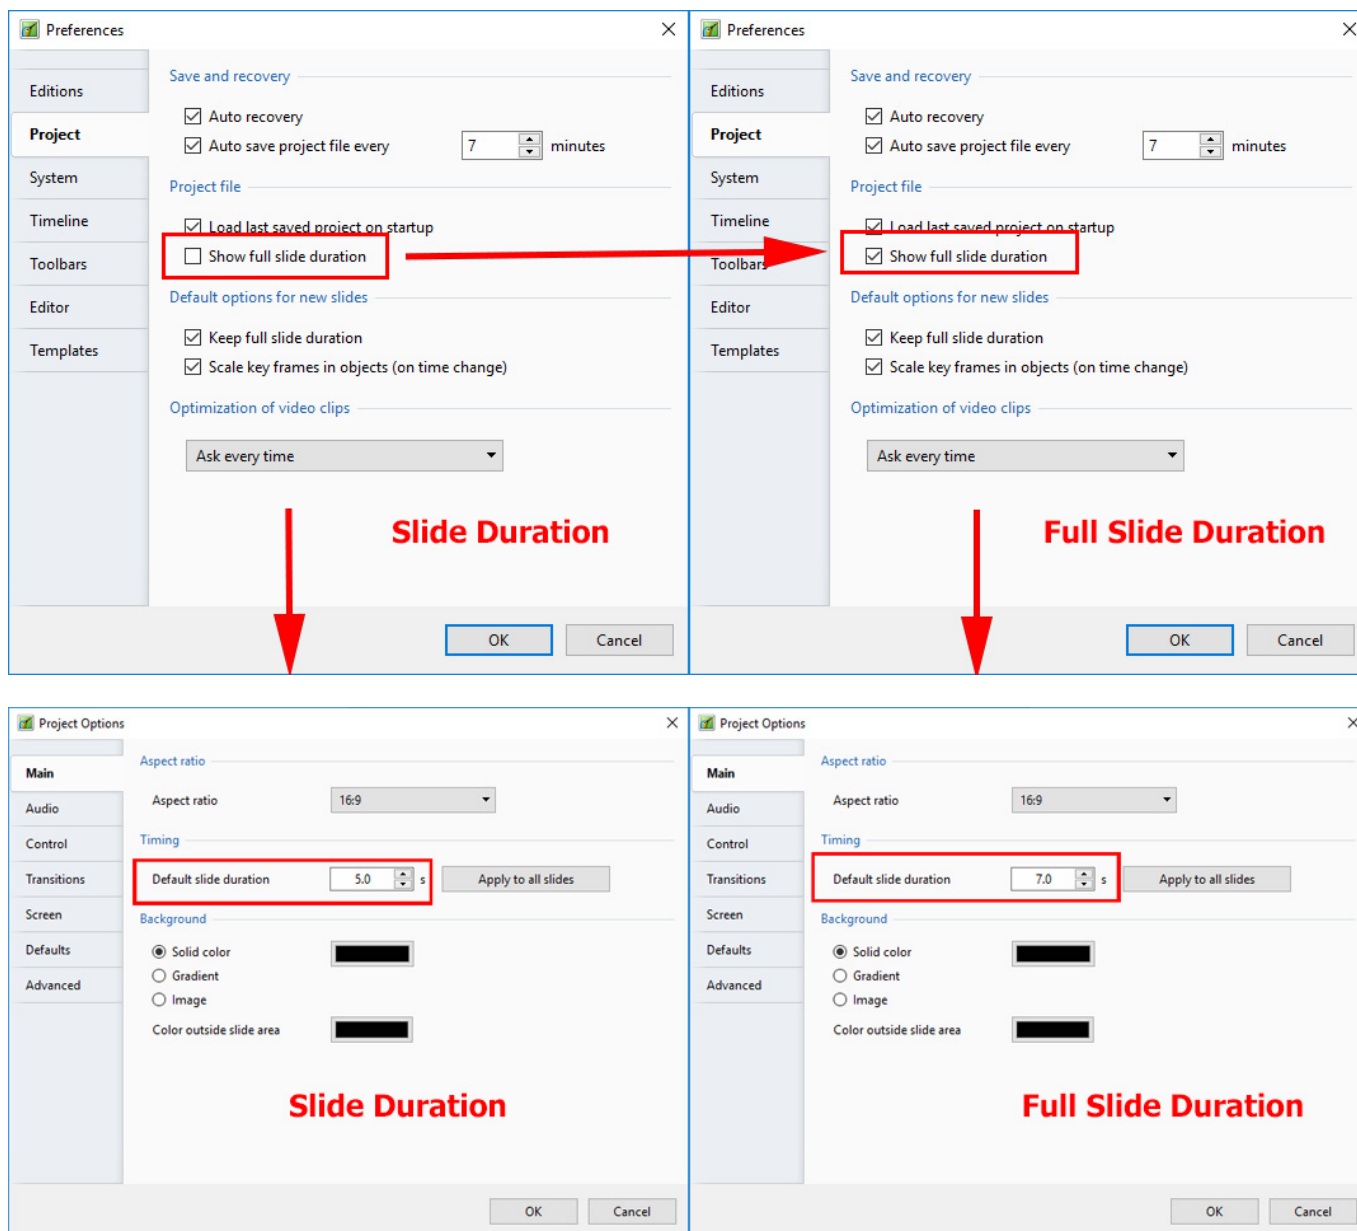 Preferences
Editions
Project
System
Timeline
Toolbars
Editor
Templates
Save and recovery
Auto recovery
Auto save project file every 7 minutes
Project file
Load last saved project on startup
Show full slide duration
Default options for new slides
Keep full slide duration
Scale key frames in objects (on time change)
Optimization of video clips
Ask every time
Slide Duration
OK Cancel
Preferences
Editions
Project
System
Timeline
Toolbars
Editor
Templates
Save and recovery
Auto recovery
Auto save project file every 7 minutes
Project file
Load last saved project on startup
Show full slide duration
Default options for new slides
Keep full slide duration
Scale key frames in objects (on time change)
Optimization of video clips
Ask every time
Full Slide Duration
OK Cancel
Project Options
Main
Audio
Control
Transitions
Screen
Defaults
Advanced
Aspect ratio
Aspect ratio 16:9
Timing
Default slide duration 5.0 s Apply to all slides
Background
Solid color
Gradient
Image
Color outside slide area
Slide Duration
OK Cancel
Project Options
Main
Audio
Control
Transitions
Screen
Defaults
Advanced
Aspect ratio
Aspect ratio 16:9
Timing
Default slide duration 7.0 s Apply to all slides
Background
Solid color
Gradient
Image
Color outside slide area
Full Slide Duration
OK Cancel